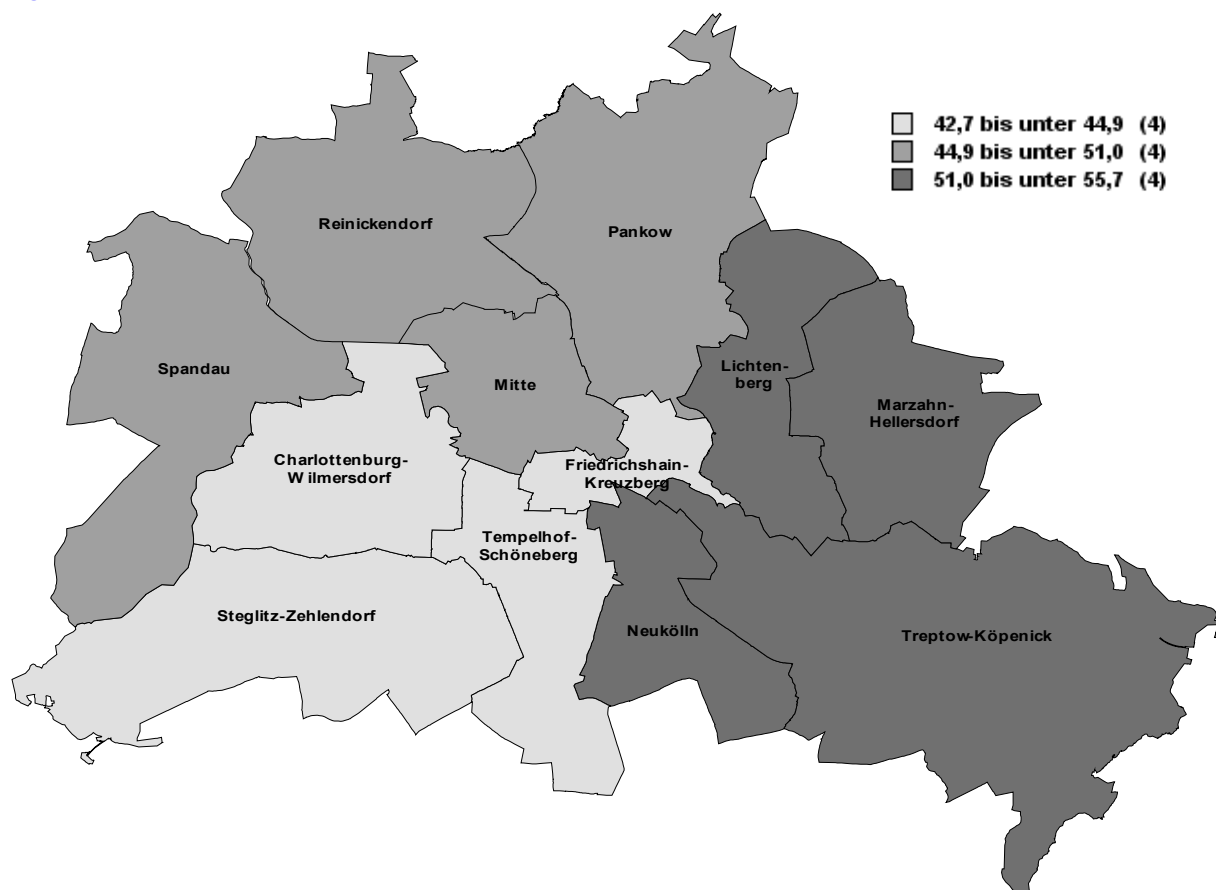 42,7 bis unter 44,9 (4)
44,9 bis unter 51,0 (4)
51,0 bis unter 55,7 (4)
Reinickendorf
Pankow
Spandau
Mitte
Lichten-
berg
Marzahn-
Hellersdorf
Charlottenburg-
Wilmersdorf
Friedrichshain-
Kreuzberg
Tempelhof-
Schöneberg
Steglitz-Zehlendorf
Neukölln
Treptow-Köpenick